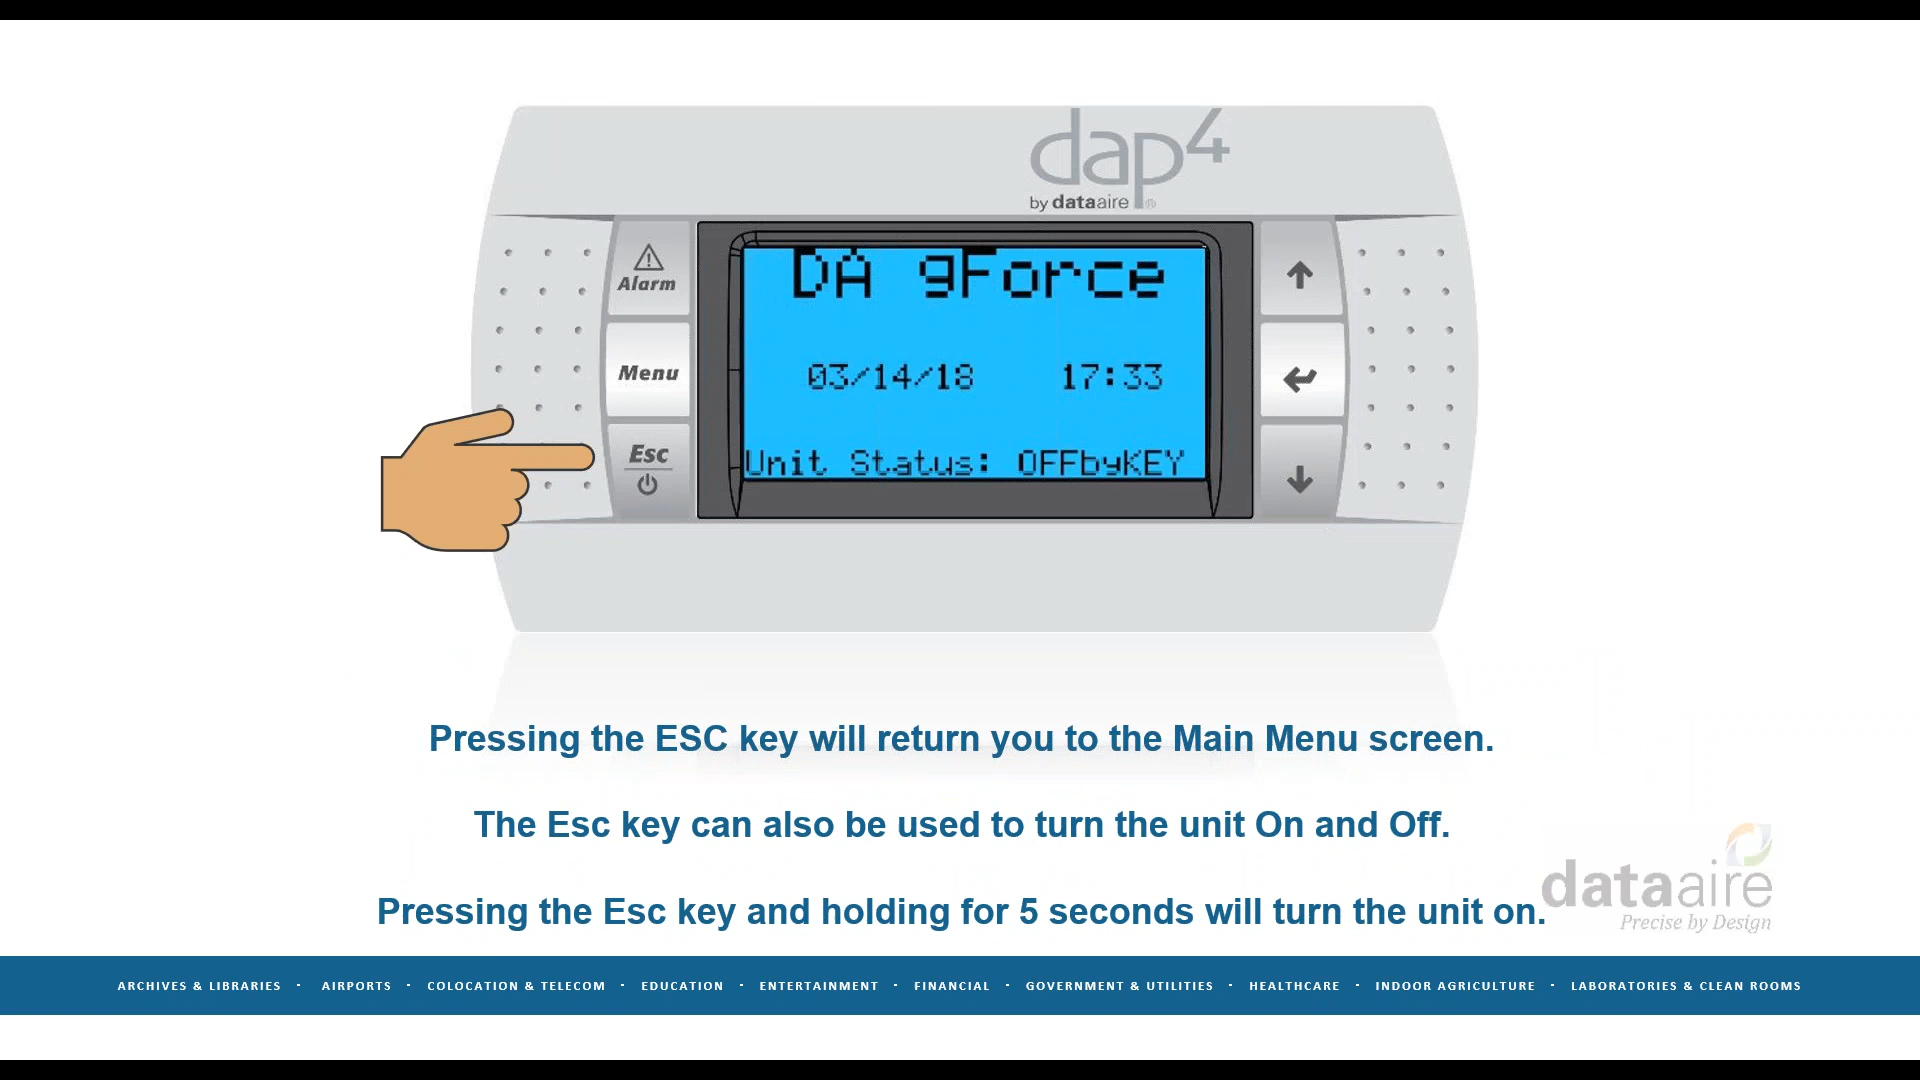 dap4
by dataaire ®
Alarm
Menu
Esc
DA gForce
03/14/18 17:33
Unit Status: OFFbyKEY
Pressing the ESC key will return you to the Main Menu screen.
The Esc key can also be used to turn the unit On and Off.
Pressing the Esc key and holding for 5 seconds will turn the unit on.
dataaire
Precise by Design
ARCHIVES & LIBRARIES · AIRPORTS · COLOCATION & TELECOM · EDUCATION · ENTERTAINMENT · FINANCIAL · GOVERNMENT & UTILITIES · HEALTHCARE · INDOOR AGRICULTURE · LABORATORIES & CLEAN ROOMS